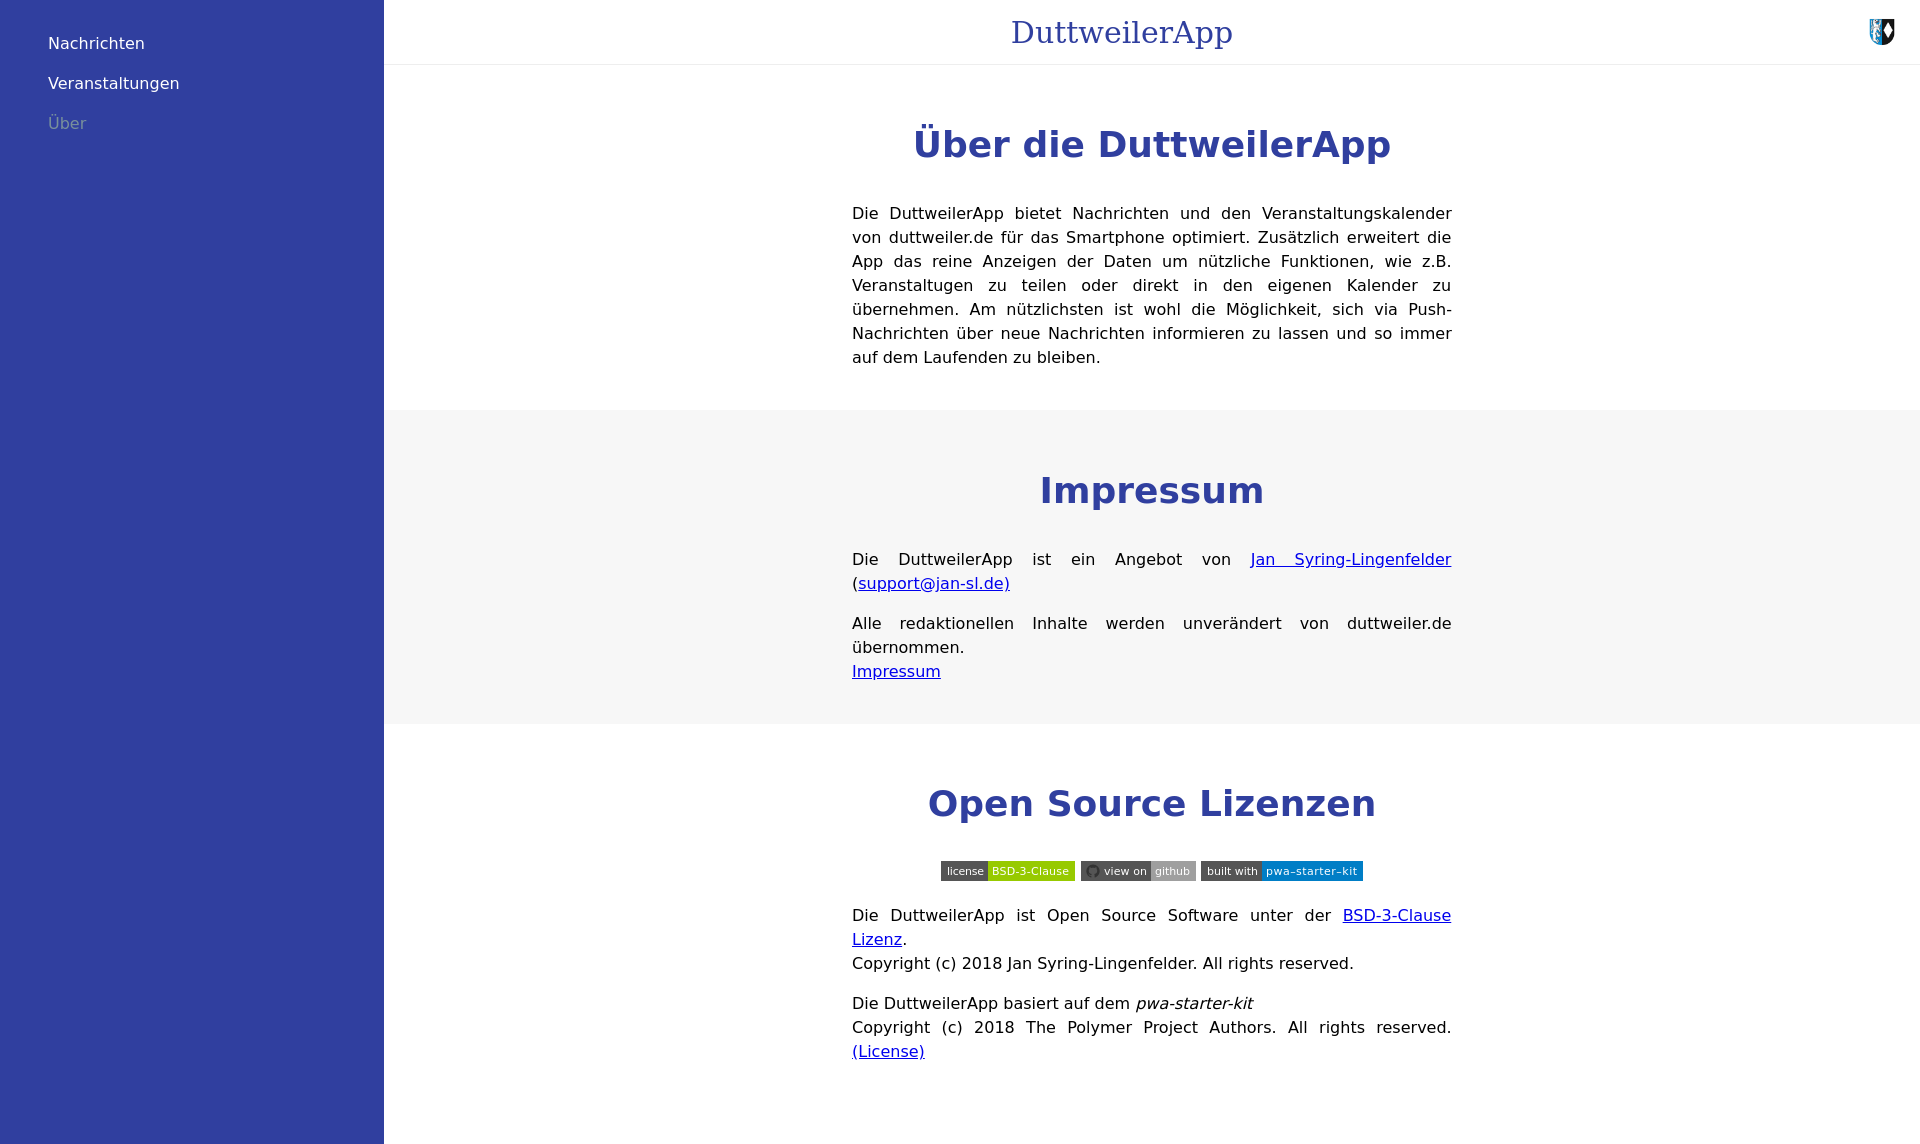 Nachrichten
Veranstaltungen
Über
DuttweilerApp
Über die DuttweilerApp
Die DuttweilerApp bietet Nachrichten und den Veranstaltungskalender
von duttweiler.de für das Smartphone optimiert. Zusätzlich erweitert die
App das reine Anzeigen der Daten um nützliche Funktionen, wie z.B.
Veranstaltugen zu teilen oder direkt in den eigenen Kalender zu
übernehmen. Am nützlichsten ist wohl die Möglichkeit, sich via Push-
Nachrichten über neue Nachrichten informieren zu lassen und so immer
auf dem Laufenden zu bleiben.
Impressum
Die DuttweilerApp ist ein Angebot von Jan Syring-Lingenfelder
(support@jan-sl.de)
Alle redaktionellen Inhalte werden unverändert von duttweiler.de
übernommen.
Impressum
Open Source Lizenzen
license BSD-3-Clause view on github built with pwa–starter–kit
Die DuttweilerApp ist Open Source Software unter der BSD-3-Clause
Lizenz.
Copyright (c) 2018 Jan Syring-Lingenfelder. All rights reserved.
Die DuttweilerApp basiert auf dem pwa-starter-kit
Copyright (c) 2018 The Polymer Project Authors. All rights reserved.
(License)